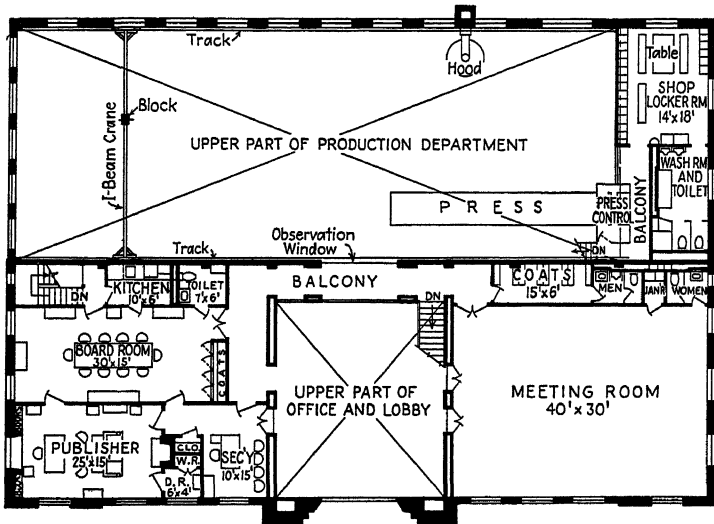 Track
Hood
Table
SHOP
LOCKER RM
14'x18'
I-Beam Crane
Block
UPPER PART OF PRODUCTION DEPARTMENT
WASH RM
AND
TOILET
PRESS
PRESS
CONTROL
BALCONY
DN
Track
Observation
Window
BALCONY
DN
KITCHEN
10'x6'
TOILET
7'x6'
COATS
15'x6'
MEN
JANR
WOMEN
DN
BOARD ROOM
30'x15'
COATS
UPPER PART OF
OFFICE AND LOBBY
MEETING ROOM
40'x30'
PUBLISHER
25'x15'
CLO.
W.R.
D.R.
6'x4'
SEC'Y
10'x15'